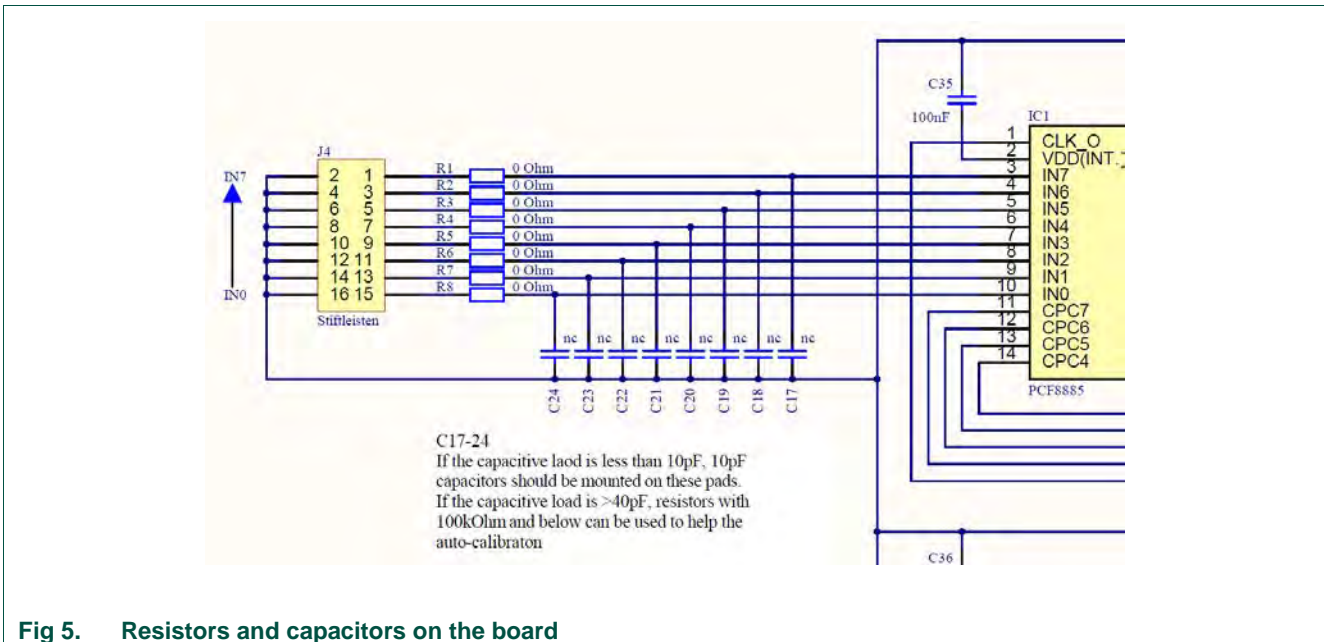 C35
100nF
IC1
J4
1 CLK_O
2 VDD(INT.)
IN7
2 1
R1 0 Ohm
3 IN7
4 3
R2 0 Ohm
4 IN6
6 5
R3 0 Ohm
5 IN5
8 7
R4 0 Ohm
6 IN4
10 9
R5 0 Ohm
7 IN3
12 11
R6 0 Ohm
8 IN2
14 13
R7 0 Ohm
9 IN1
IN0
16 15
R8 0 Ohm
10 IN0
11 CPC7
12 CPC6
13 CPC5
14 CPC4
Stiftleisten
nc nc nc nc nc nc nc nc
PCF8885
C24 C23 C22 C21 C20 C19 C18 C17
C17-24
If the capacitive laod is less than 10pF, 10pF
capacitors should be mounted on these pads.
If the capacitive load is >40pF, resistors with
100kOhm and below can be used to help the
auto-calibraton
C36
Fig 5. Resistors and capacitors on the board